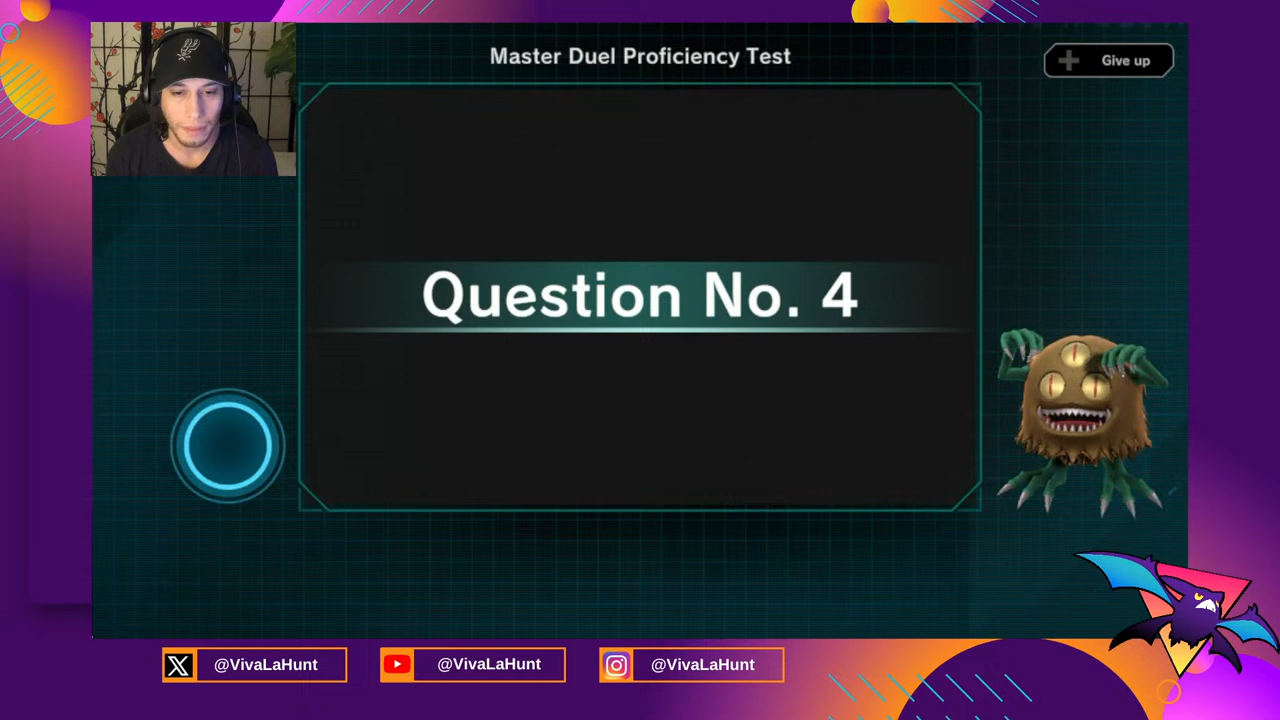 Master Duel Proficiency Test
Give up
Question No. 4
@VivaLaHunt
@VivaLaHunt
@VivaLaHunt